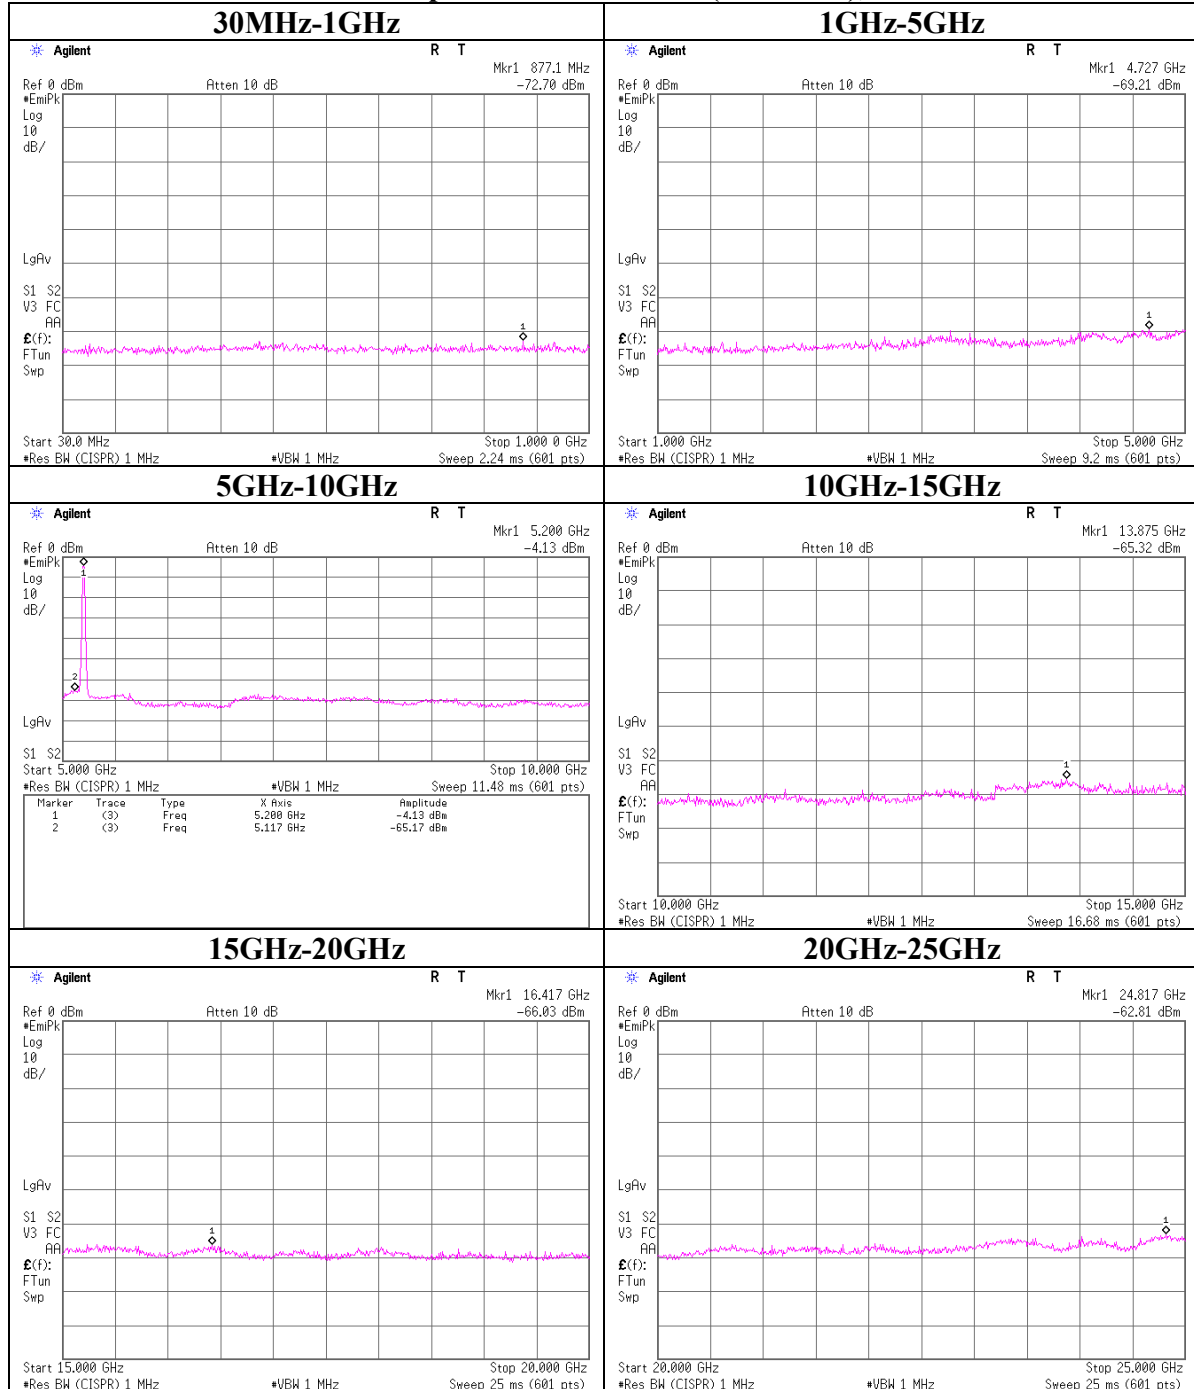 30MHz-1GHz
Agilent R T
Mkr1 877.1 MHz
Ref 0 dBm Atten 10 dB -72.70 dBm
#EmiPk
Log
10
dB/
LgAv
S1 S2
V3 FC
AA
£(f):
FTun
Swp
1
Start 30.0 MHz Stop 1.000 0 GHz
#Res BW (CISPR) 1 MHz #VBW 1 MHz Sweep 2.24 ms (601 pts)
1GHz-5GHz
Agilent R T
Mkr1 4.727 GHz
Ref 0 dBm Atten 10 dB -69.21 dBm
#EmiPk
Log
10
dB/
LgAv
S1 S2
V3 FC
AA
£(f):
FTun
Swp
1
Start 1.000 GHz Stop 5.000 GHz
#Res BW (CISPR) 1 MHz #VBW 1 MHz Sweep 9.2 ms (601 pts)
5GHz-10GHz
Agilent R T
Mkr1 5.200 GHz
Ref 0 dBm Atten 10 dB -4.13 dBm
#EmiPk
Log
10
dB/
1
2
LgAv
S1 S2
Start 5.000 GHz Stop 10.000 GHz
#Res BW (CISPR) 1 MHz #VBW 1 MHz Sweep 11.48 ms (601 pts)
Marker Trace Type X Axis Amplitude
1 (3) Freq 5.200 GHz -4.13 dBm
2 (3) Freq 5.117 GHz -65.17 dBm
10GHz-15GHz
Agilent R T
Mkr1 13.875 GHz
Ref 0 dBm Atten 10 dB -65.32 dBm
#EmiPk
Log
10
dB/
LgAv
S1 S2
V3 FC
AA
£(f):
FTun
Swp
1
Start 10.000 GHz Stop 15.000 GHz
#Res BW (CISPR) 1 MHz #VBW 1 MHz Sweep 16.68 ms (601 pts)
15GHz-20GHz
Agilent R T
Mkr1 16.417 GHz
Ref 0 dBm Atten 10 dB -66.03 dBm
#EmiPk
Log
10
dB/
LgAv
S1 S2
V3 FC
AA
£(f):
FTun
Swp
1
Start 15.000 GHz Stop 20.000 GHz
#Res BW (CISPR) 1 MHz #VBW 1 MHz Sweep 25 ms (601 pts)
20GHz-25GHz
Agilent R T
Mkr1 24.817 GHz
Ref 0 dBm Atten 10 dB -62.81 dBm
#EmiPk
Log
10
dB/
LgAv
S1 S2
V3 FC
AA
£(f):
FTun
Swp
1
Start 20.000 GHz Stop 25.000 GHz
#Res BW (CISPR) 1 MHz #VBW 1 MHz Sweep 25 ms (601 pts)